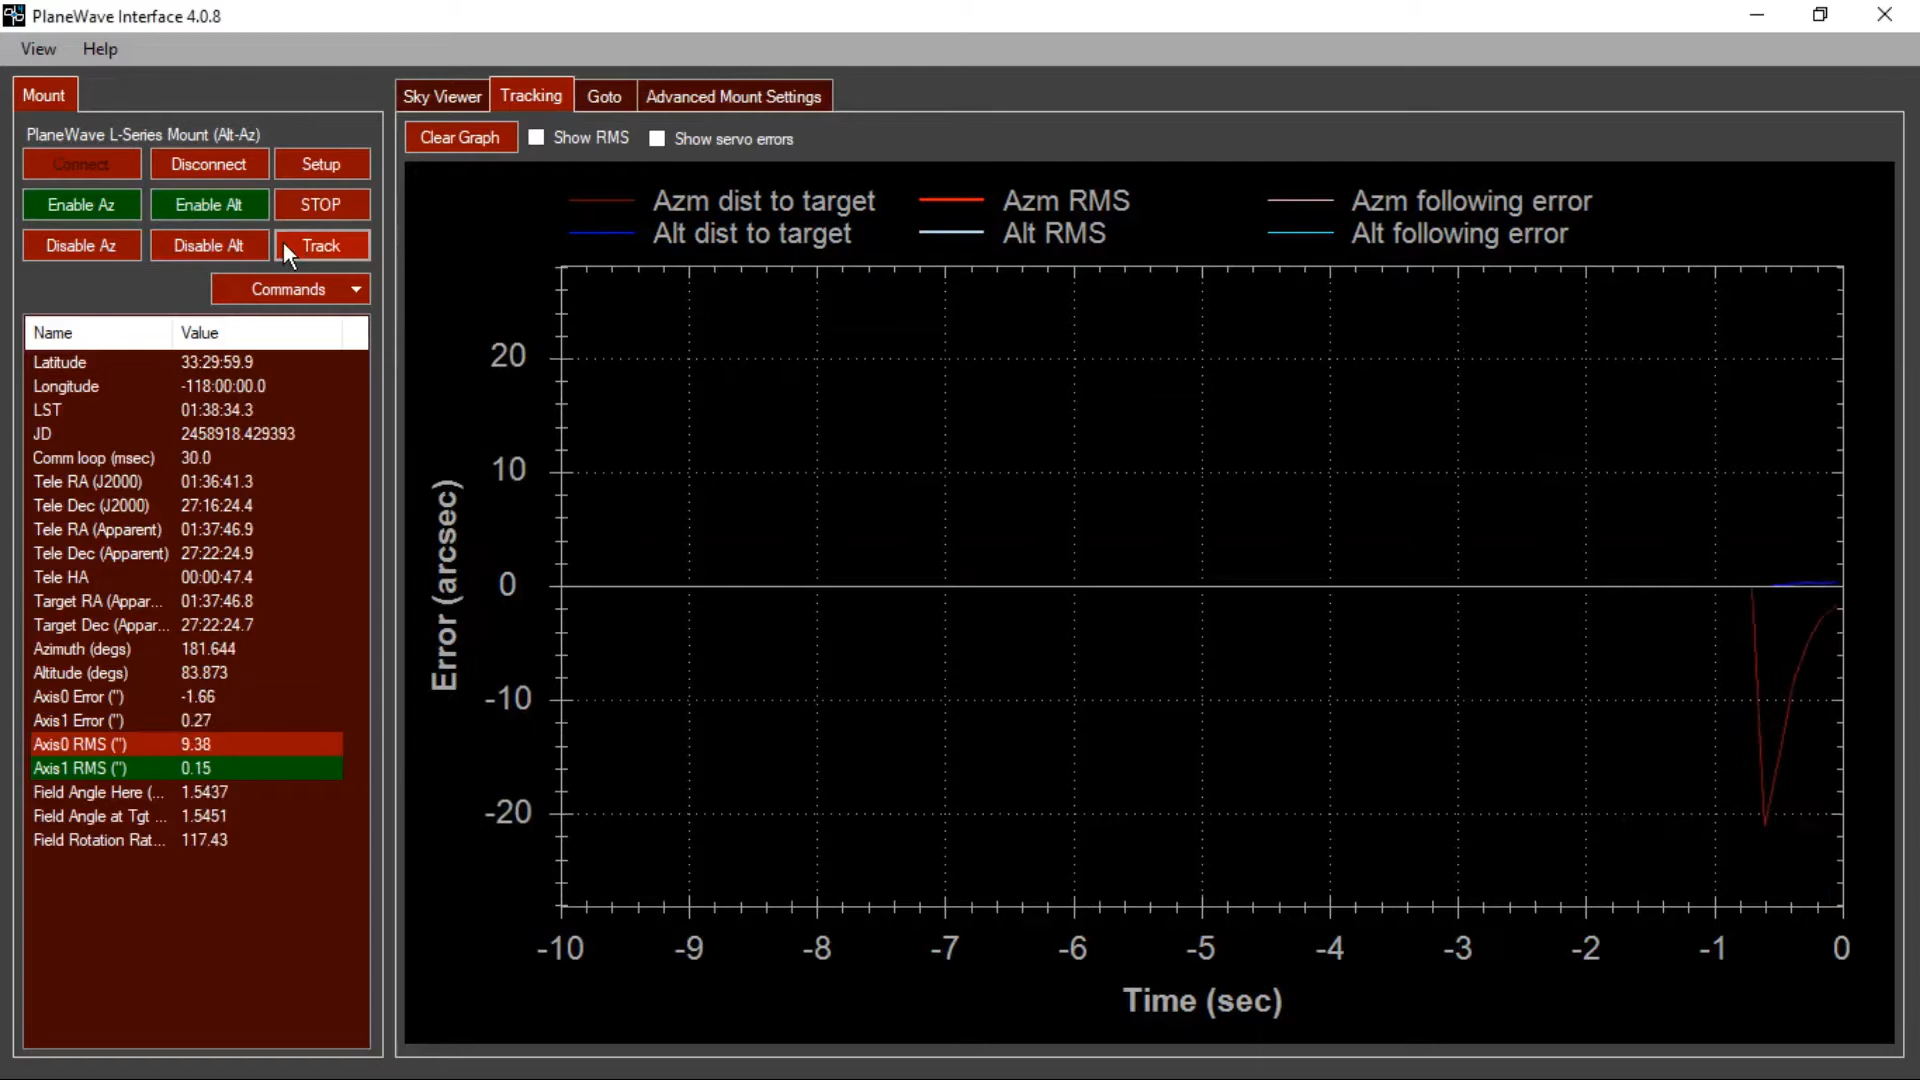 PlaneWave Interface 4.0.8
View Help
Mount
Sky Viewer Tracking Goto Advanced Mount Settings
PlaneWave L-Series Mount (Alt-Az)
Clear Graph Show RMS Show servo errors
Connect Disconnect Setup
Enable Az Enable Alt STOP
Disable Az Disable Alt Track
Commands
Name Value
Latitude 33:29:59.9
Longitude -118:00:00.0
LST 01:38:34.3
JD 2458918.429393
Comm loop (msec) 30.0
Tele RA (J2000) 01:36:41.3
Tele Dec (J2000) 27:16:24.4
Tele RA (Apparent) 01:37:46.9
Tele Dec (Apparent) 27:22:24.9
Tele HA 00:00:47.4
Target RA (Appar... 01:37:46.8
Target Dec (Appar... 27:22:24.7
Azimuth (degs) 181.644
Altitude (degs) 83.873
Axis0 Error (") -1.66
Axis1 Error (") 0.27
Axis0 RMS (") 9.38
Axis1 RMS (") 0.15
Field Angle Here (... 1.5437
Field Angle at Tgt ... 1.5451
Field Rotation Rat... 117.43
Azm dist to target Azm RMS Azm following error
Alt dist to target Alt RMS Alt following error
Error (arcsec)
20
10
0
-10
-20
-10 -9 -8 -7 -6 -5 -4 -3 -2 -1 0
Time (sec)